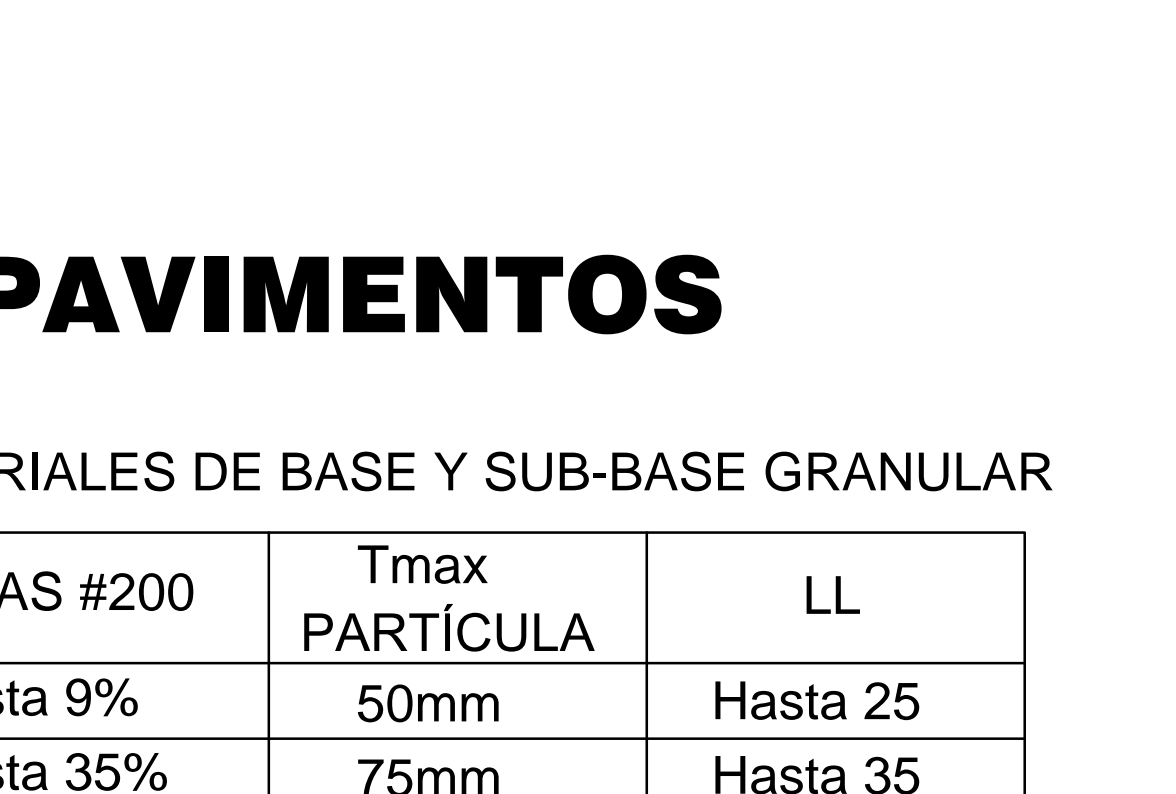 PAVIMENTOS
RIALES DE BASE Y SUB-BASE GRANULAR
AS #200
Tmax
PARTÍCULA
LL
sta 9%
50mm
Hasta 25
sta 35%
75mm
Hasta 35